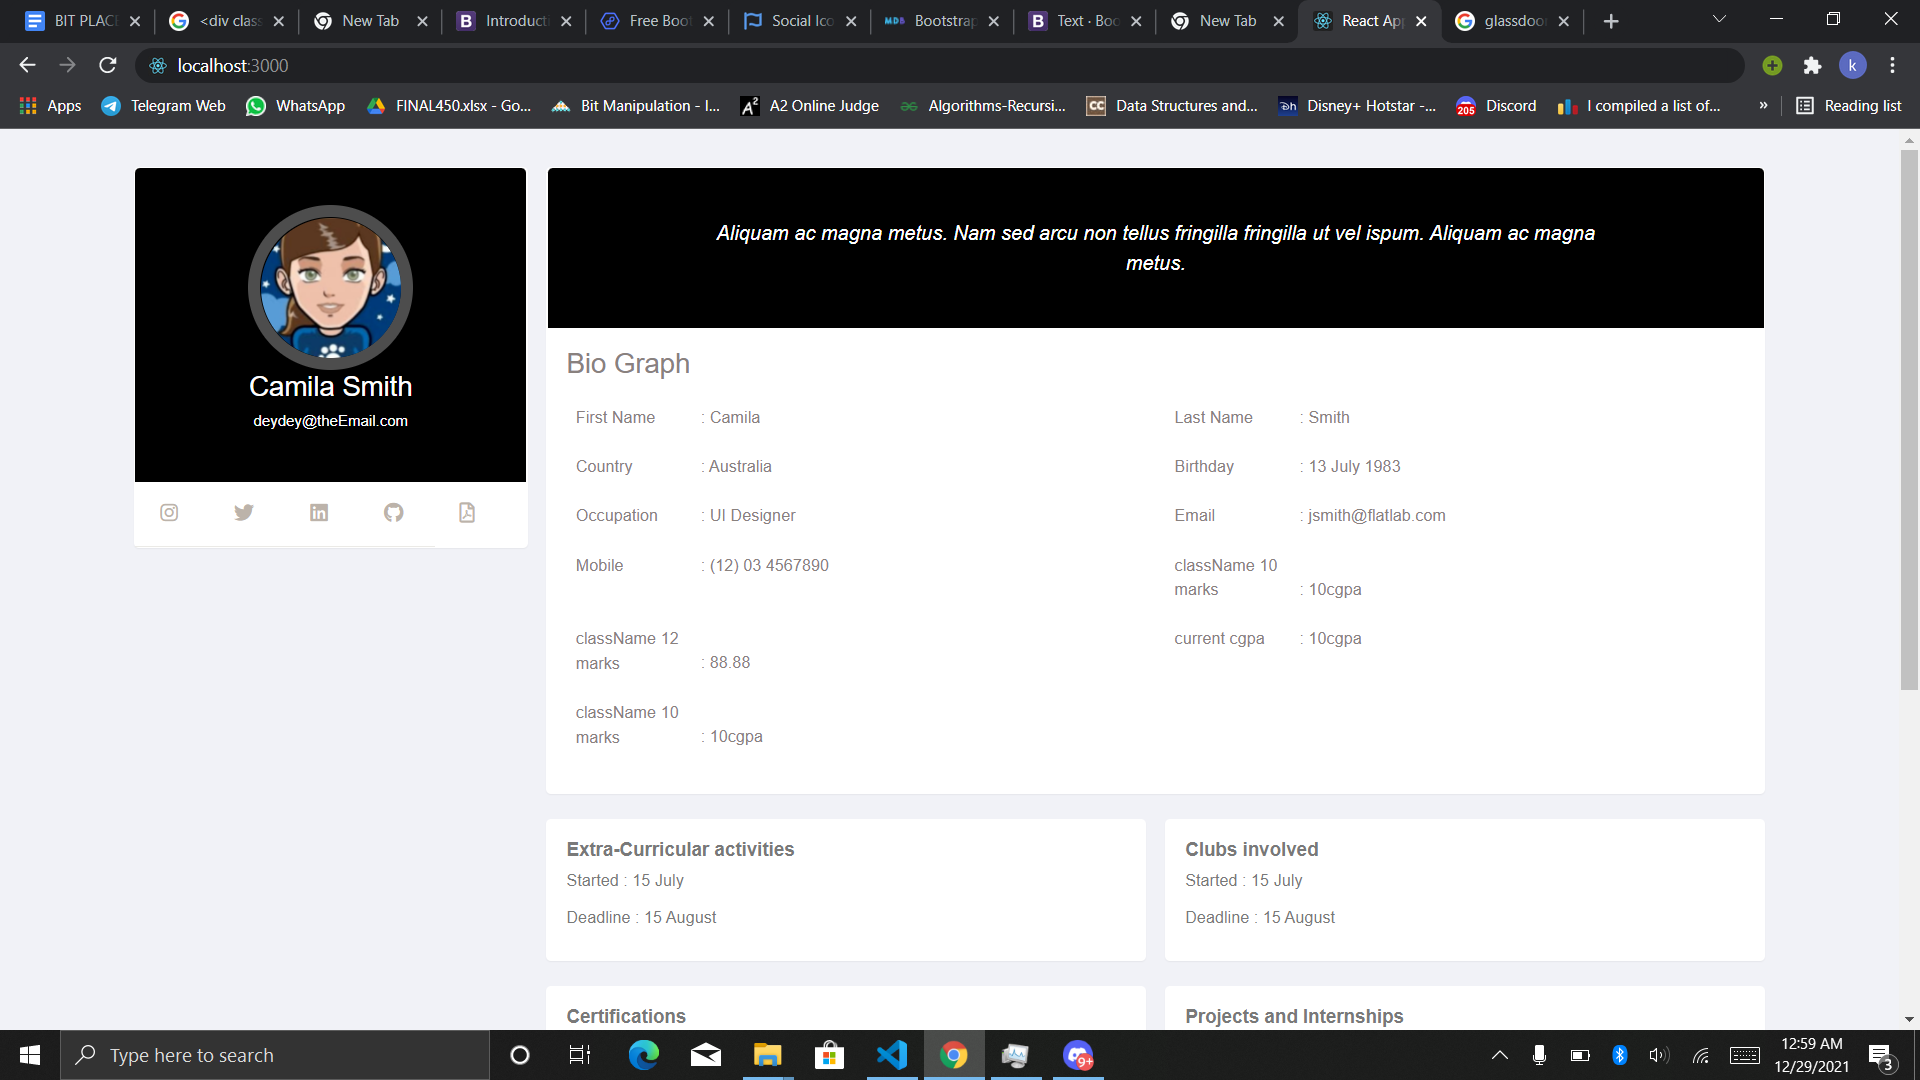 BIT PLACE
<div class
New Tab
Introducti
Free Boot
Social Ico
Bootstrap
Text · Boo
New Tab
React App
glassdoor
localhost:3000
k
Apps
Telegram Web
WhatsApp
FINAL450.xlsx - Go...
Bit Manipulation - I...
A2 Online Judge
Algorithms-Recursi...
Data Structures and...
Disney+ Hotstar -...
205
Discord
I compiled a list of...
»
Reading list
Aliquam ac magna metus. Nam sed arcu non tellus fringilla fringilla ut vel ispum. Aliquam ac magna
metus.
Camila Smith
deydey@theEmail.com
Bio Graph
First Name : Camila
Last Name : Smith
Country : Australia
Birthday : 13 July 1983
Occupation : UI Designer
Email : jsmith@flatlab.com
Mobile : (12) 03 4567890
className 10
marks : 10cgpa
className 12
marks : 88.88
current cgpa : 10cgpa
className 10
marks : 10cgpa
Extra-Curricular activities
Started : 15 July
Deadline : 15 August
Clubs involved
Started : 15 July
Deadline : 15 August
Certifications
Projects and Internships
Type here to search
9+
12:59 AM
12/29/2021
3